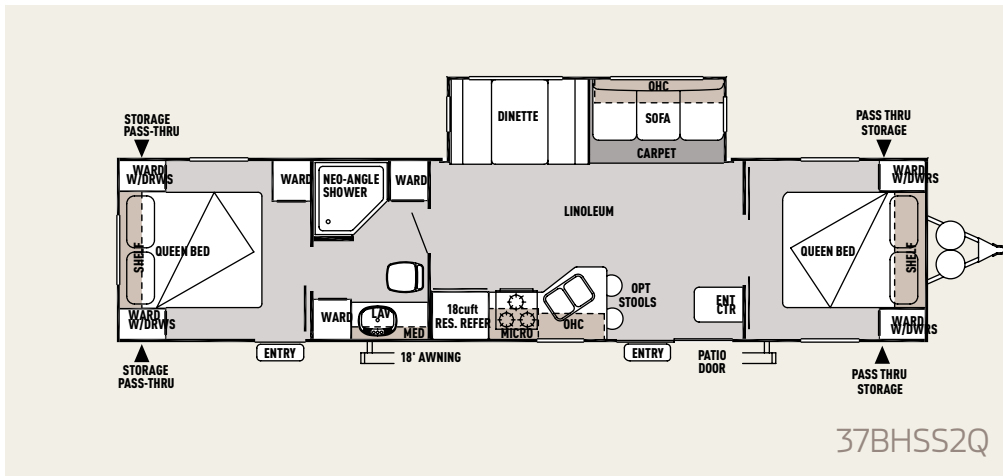 OHC
DINETTE
SOFA
CARPET
STORAGE
PASS-THRU
PASS THRU
STORAGE
WARD
W/DRWS
WARD
NEO-ANGLE
SHOWER
WARD
WARD
W/DWRS
LINOLEUM
SHELF
QUEEN BED
QUEEN BED
SHELF
OPT
STOOLS
ENT
CTR
WARD
W/DRWS
WARD
LAV
MED
18cuft
RES. REFER
MICRO
OHC
WARD
W/DWRS
ENTRY
18' AWNING
ENTRY
PATIO
DOOR
STORAGE
PASS-THRU
PASS THRU
STORAGE
37BHSS2Q